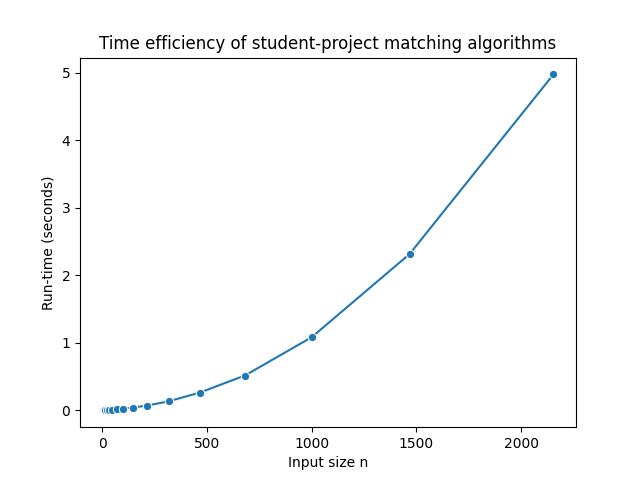 Time efficiency of student-project matching algorithms
5
4
3
2
1
0
Run-time (seconds)
0 500 1000 1500 2000
Input size n